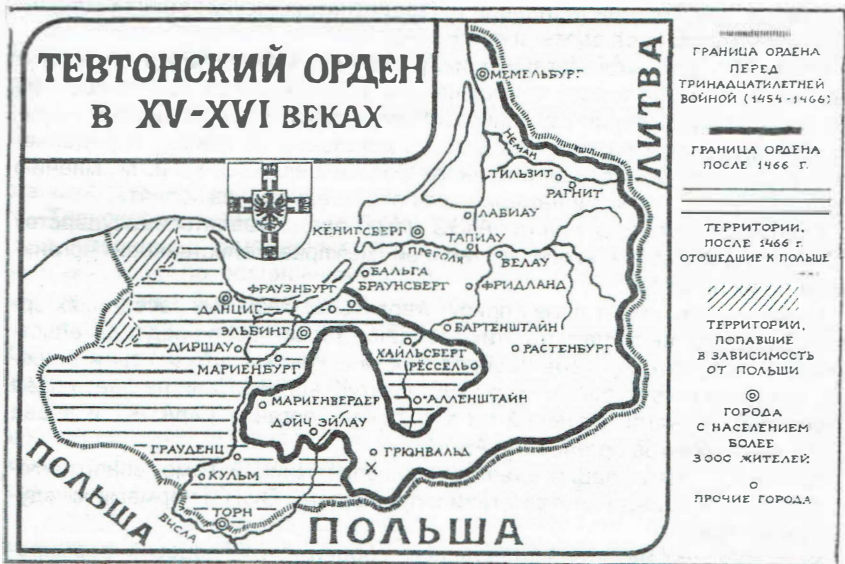 ТЕВТОНСКИЙ ОРДЕН
В XV-XVI ВЕКАХ
МЕМЕЛЬБУРГ
ЛИТВА
НЕМАН
ТИЛЬЗИТ
РАГНИТ
ЛАБИАУ
КЁНИГСБЕРГ
ТАПИАУ
ПРЕГОЛЯ
ВЕЛАУ
БАЛЬГА
ФРАУЭНБУРГ
БРАУНСБЕРГ
ФРИДЛАНД
ДАНЦИГ
ЭЛЬБИНГ
БАРТЕНШТАЙН
ДИРШАУ
ХАЙЛЬСБЕРГ
РАСТЕНБУРГ
МАРИЕНБУРГ
РЁССЕЛЬ
МАРИЕНВЕРДЕР
АЛЛЕНШТАЙН
ДОЙЧ ЭЙЛАУ
ГРАУДЕНЦ
ГРЮНВАЛЬД
КУЛЬМ
ПОЛЬША
ТОРН
ВИСЛА
ПОЛЬША
ГРАНИЦА ОРДЕНА
ПЕРЕД
ТРИНАДЦАТИЛЕТНЕЙ
ВОЙНОЙ (1454-1466)
ГРАНИЦА ОРДЕНА
ПОСЛЕ 1466 Г.
ТЕРРИТОРИИ,
ПОСЛЕ 1466 Г.
ОТОШЕДШИЕ К ПОЛЬШЕ
ТЕРРИТОРИИ,
ПОПАВШИЕ
В ЗАВИСИМОСТЬ
ОТ ПОЛЬШИ
ГОРОДА
С НАСЕЛЕНИЕМ
БОЛЕЕ
3000 ЖИТЕЛЕЙ
ПРОЧИЕ ГОРОДА